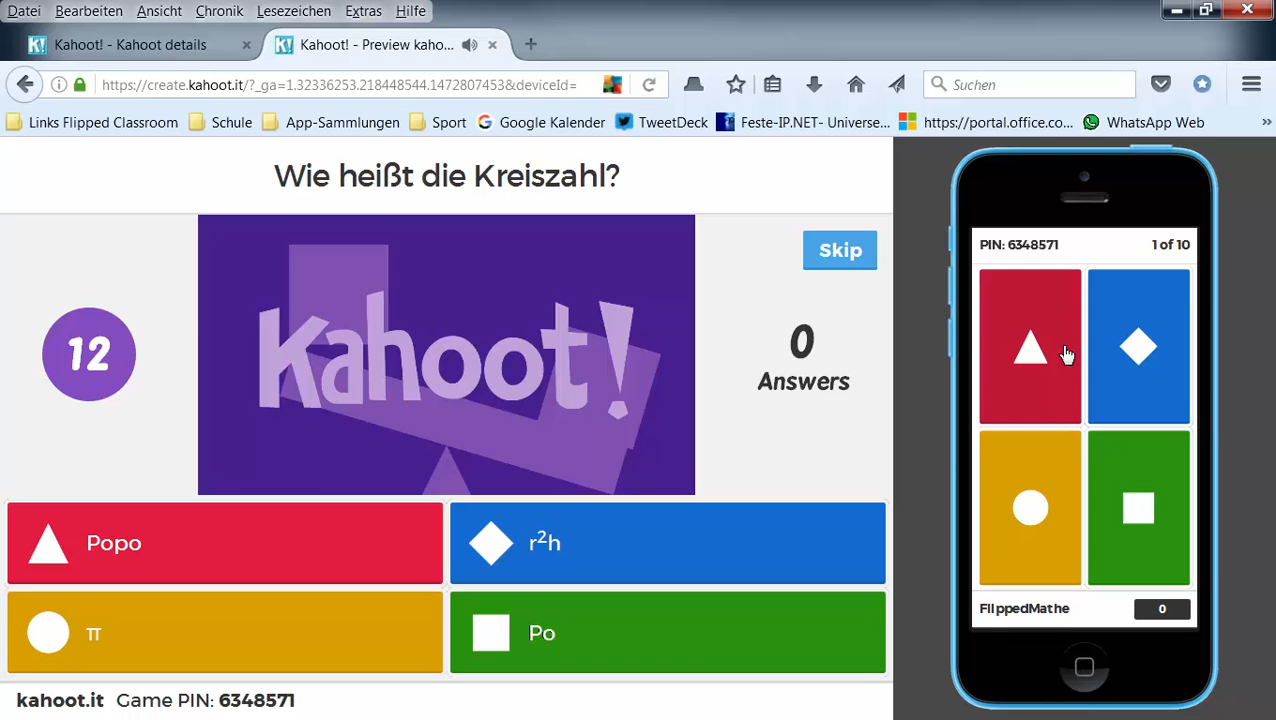 Datei Bearbeiten Ansicht Chronik Lesezeichen Extras Hilfe
K! Kahoot! - Kahoot details
K! Kahoot! - Preview kaho...
https://create.kahoot.it/?_ga=1.32336253.218448544.1472807453&deviceId=
Suchen
Links Flipped Classroom Schule App-Sammlungen Sport Google Kalender TweetDeck Feste-IP.NET- Universe... https://portal.office.co... WhatsApp Web »
Wie heißt die Kreiszahl?
Skip
12
Kahoot!
0
Answers
Popo
r²h
π
Po
kahoot.it Game PIN: 6348571
PIN: 6348571 1 of 10
FlippedMathe 0